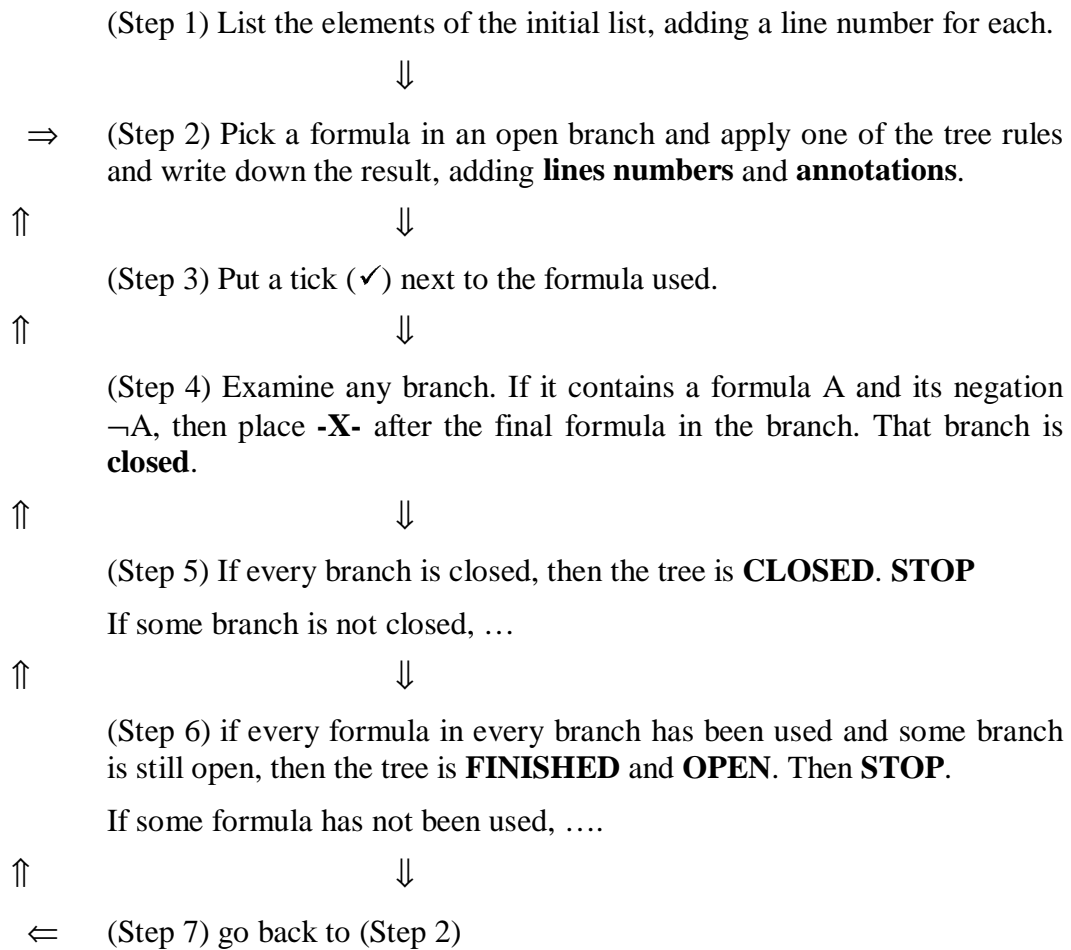 (Step 1) List the elements of the initial list, adding a line number for each.
⇓
⇒ (Step 2) Pick a formula in an open branch and apply one of the tree rules
and write down the result, adding lines numbers and annotations.
⇑ ⇓
(Step 3) Put a tick (✓) next to the formula used.
⇑ ⇓
(Step 4) Examine any branch. If it contains a formula A and its negation
¬A, then place -X- after the final formula in the branch. That branch is
closed.
⇑ ⇓
(Step 5) If every branch is closed, then the tree is CLOSED. STOP
If some branch is not closed, …
⇑ ⇓
(Step 6) if every formula in every branch has been used and some branch
is still open, then the tree is FINISHED and OPEN. Then STOP.
If some formula has not been used, ….
⇑ ⇓
⇐ (Step 7) go back to (Step 2)